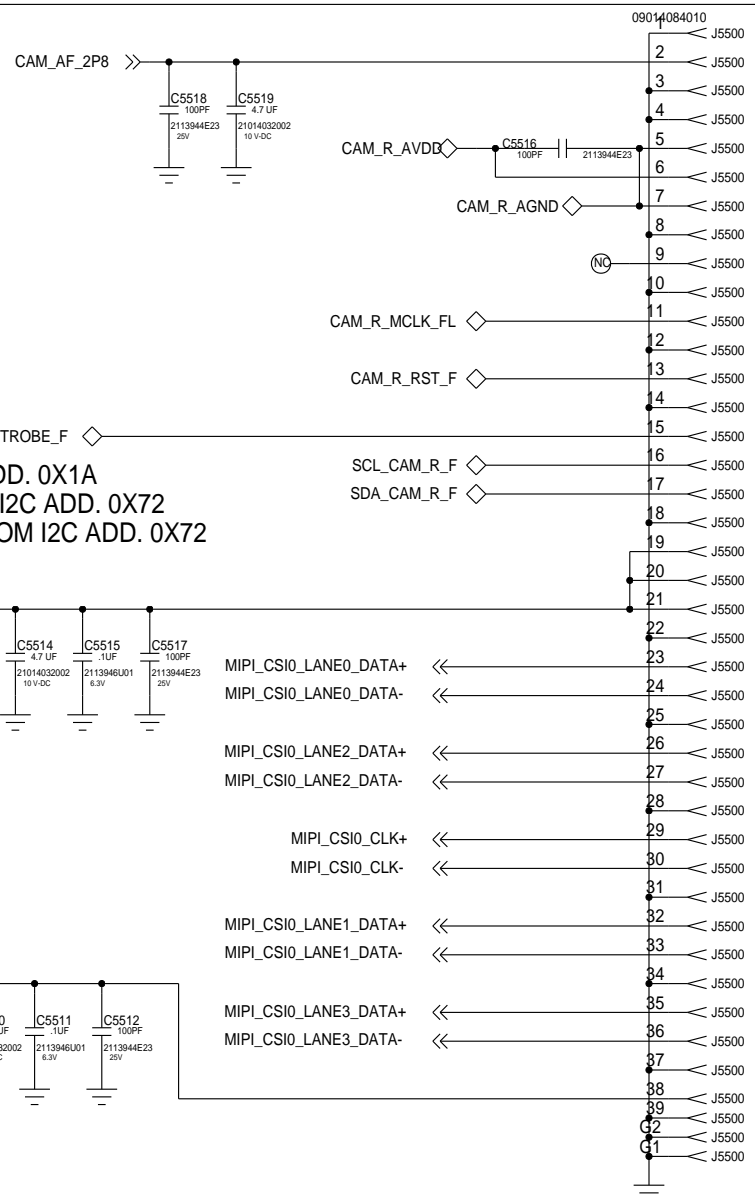 09014084010
1 J5500
CAM_AF_2P8 2 J5500
3 J5500
C5518 C5519
100PF 4.7 UF
4 J5500
2113944E23 21014032002
25V 10 V-DC
CAM_R_AVDD C5516 100PF 2113944E23 5 J5500
6 J5500
CAM_R_AGND 7 J5500
8 J5500
NC 9 J5500
10 J5500
CAM_R_MCLK_FL 11 J5500
12 J5500
CAM_R_RST_F 13 J5500
14 J5500
TROBE_F 15 J5500
SCL_CAM_R_F 16 J5500
DD. 0X1A
SDA_CAM_R_F 17 J5500
I2C ADD. 0X72
18 J5500
OM I2C ADD. 0X72
19 J5500
20 J5500
21 J5500
22 J5500
C5514 C5515 C5517
4.7 UF .1UF 100PF
MIPI_CSI0_LANE0_DATA+ 23 J5500
21014032002 2113946U01 2113944E23
10 V-DC 6.3V 25V
MIPI_CSI0_LANE0_DATA- 24 J5500
25 J5500
MIPI_CSI0_LANE2_DATA+ 26 J5500
MIPI_CSI0_LANE2_DATA- 27 J5500
28 J5500
MIPI_CSI0_CLK+ 29 J5500
MIPI_CSI0_CLK- 30 J5500
31 J5500
MIPI_CSI0_LANE1_DATA+ 32 J5500
MIPI_CSI0_LANE1_DATA- 33 J5500
34 J5500
MIPI_CSI0_LANE3_DATA+ 35 J5500
0 C5511 C5512
UF .1UF 100PF
MIPI_CSI0_LANE3_DATA- 36 J5500
32002 2113946U01 2113944E23
C 6.3V 25V
37 J5500
38 J5500
39 J5500
G2 J5500
G1 J5500